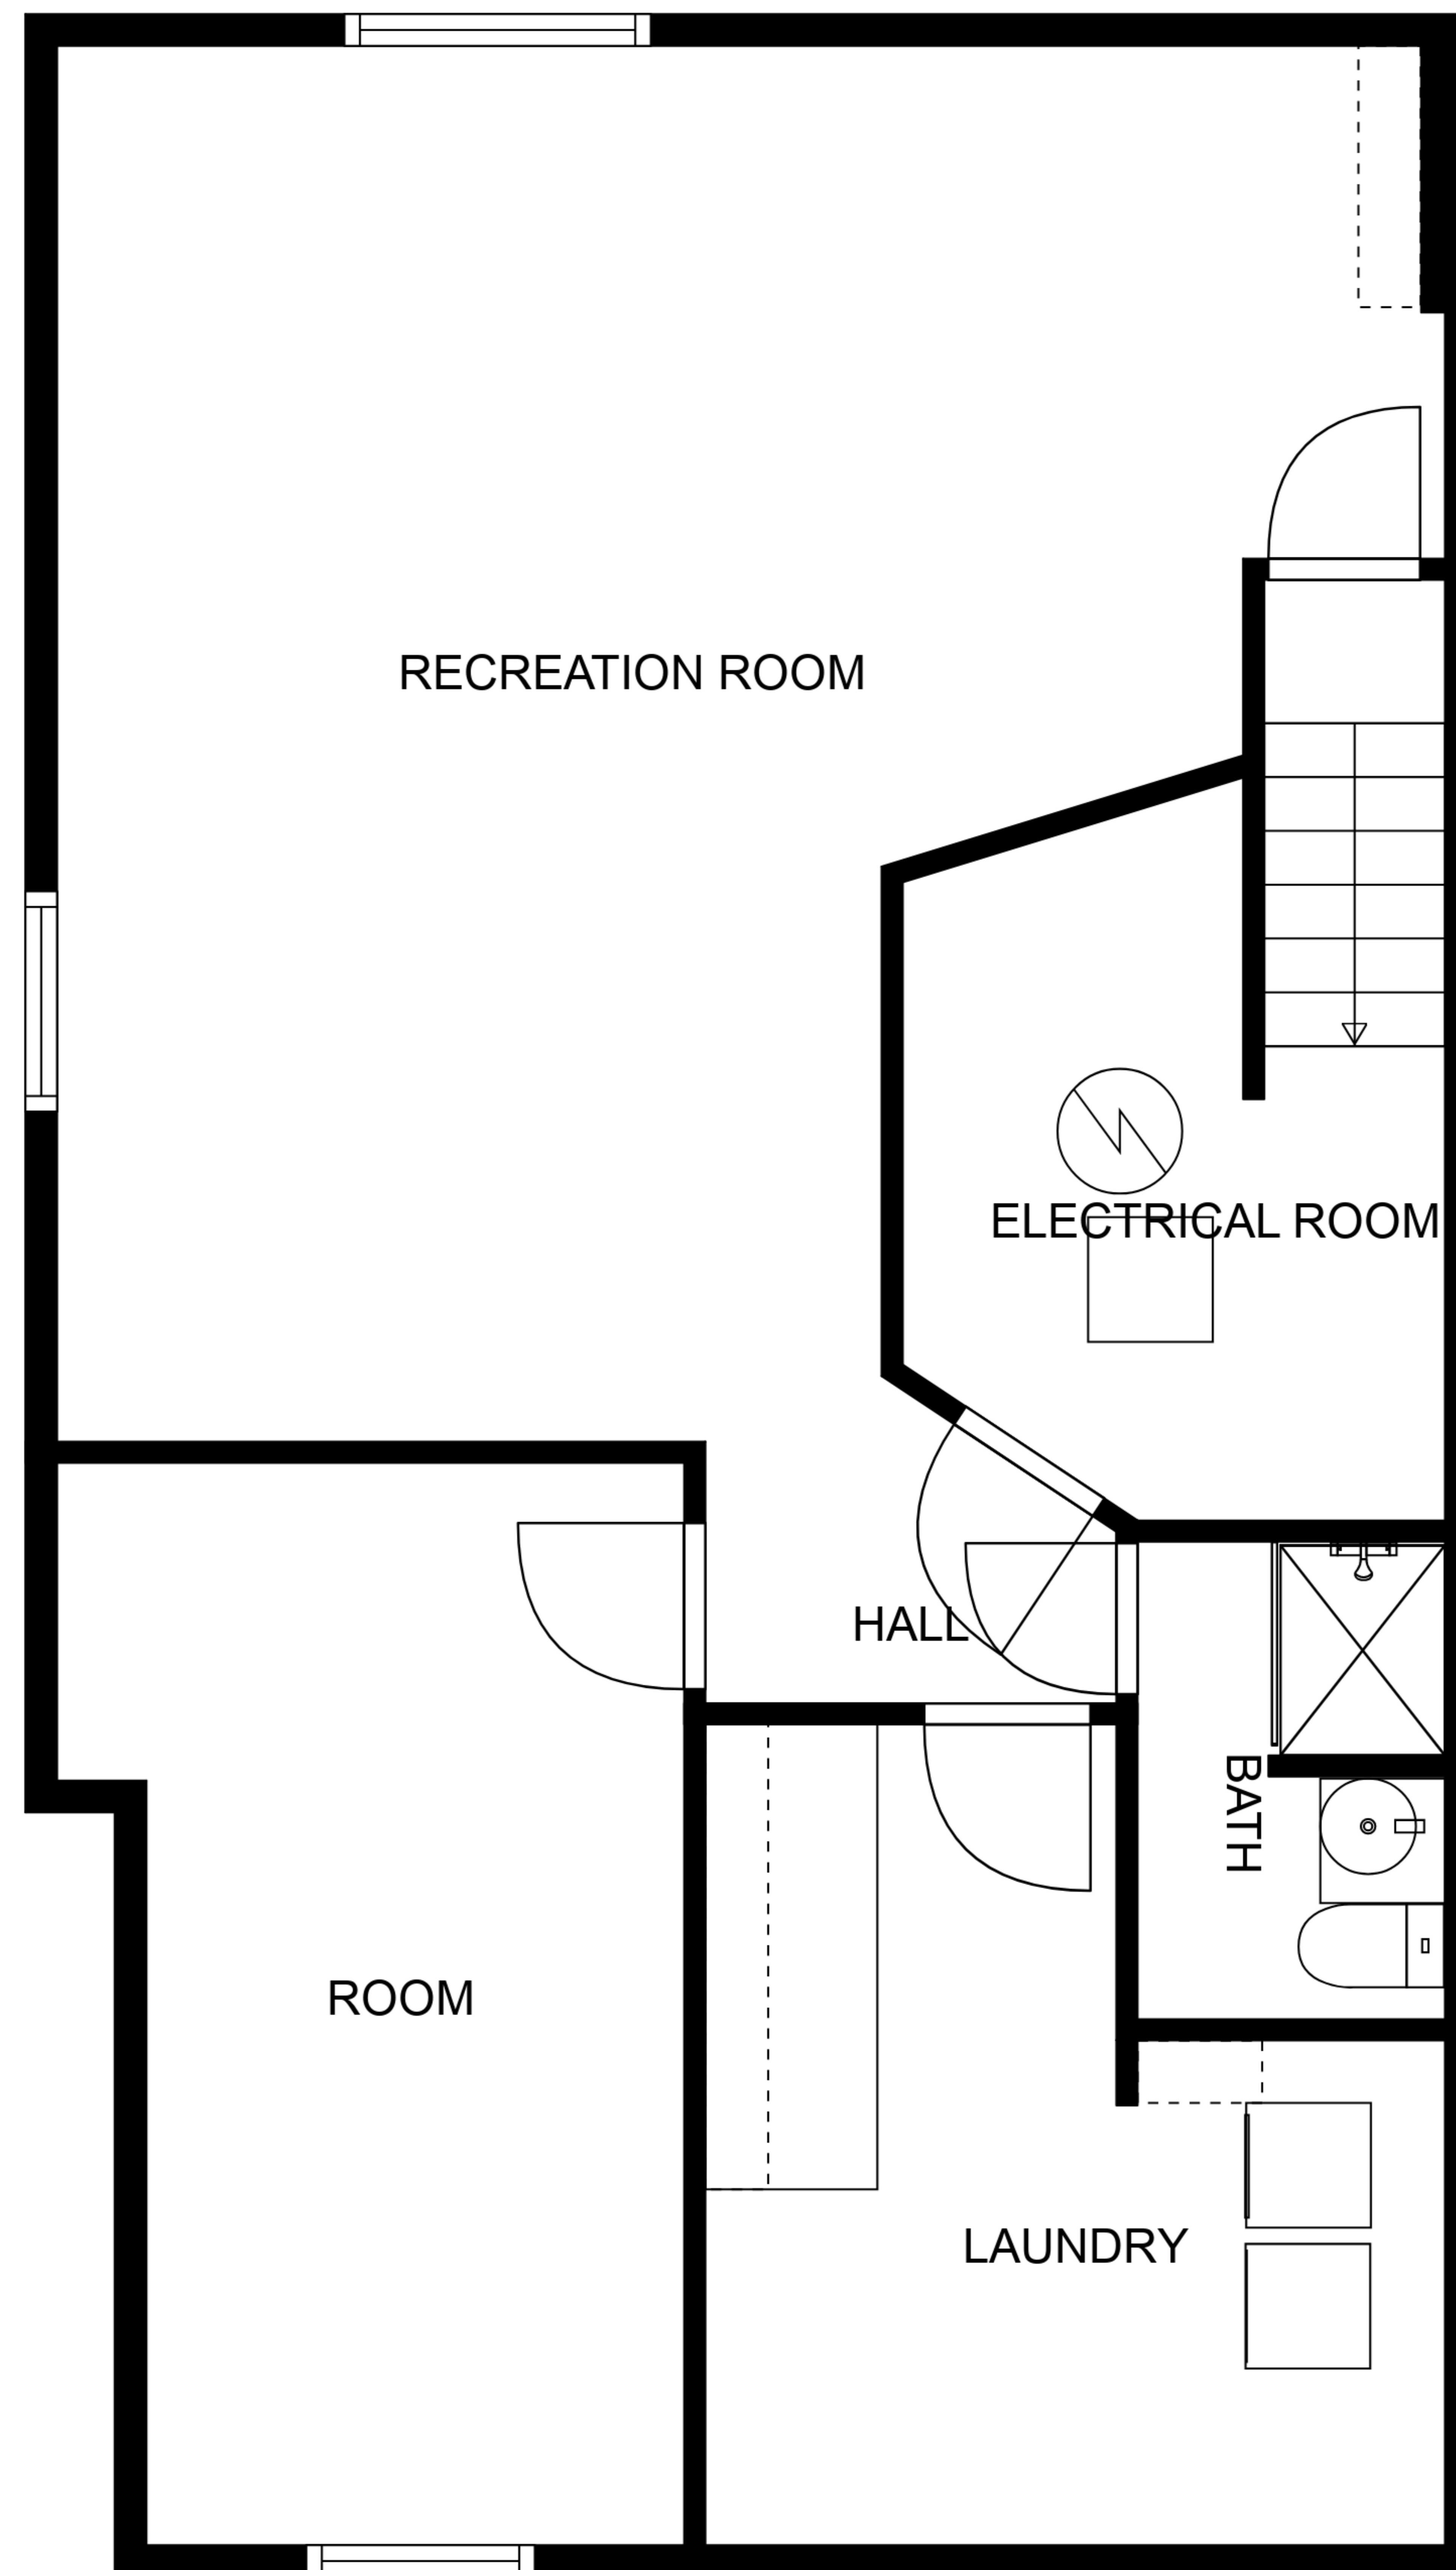 RECREATION ROOM
ELECTRICAL ROOM
HALL
BATH
ROOM
LAUNDRY